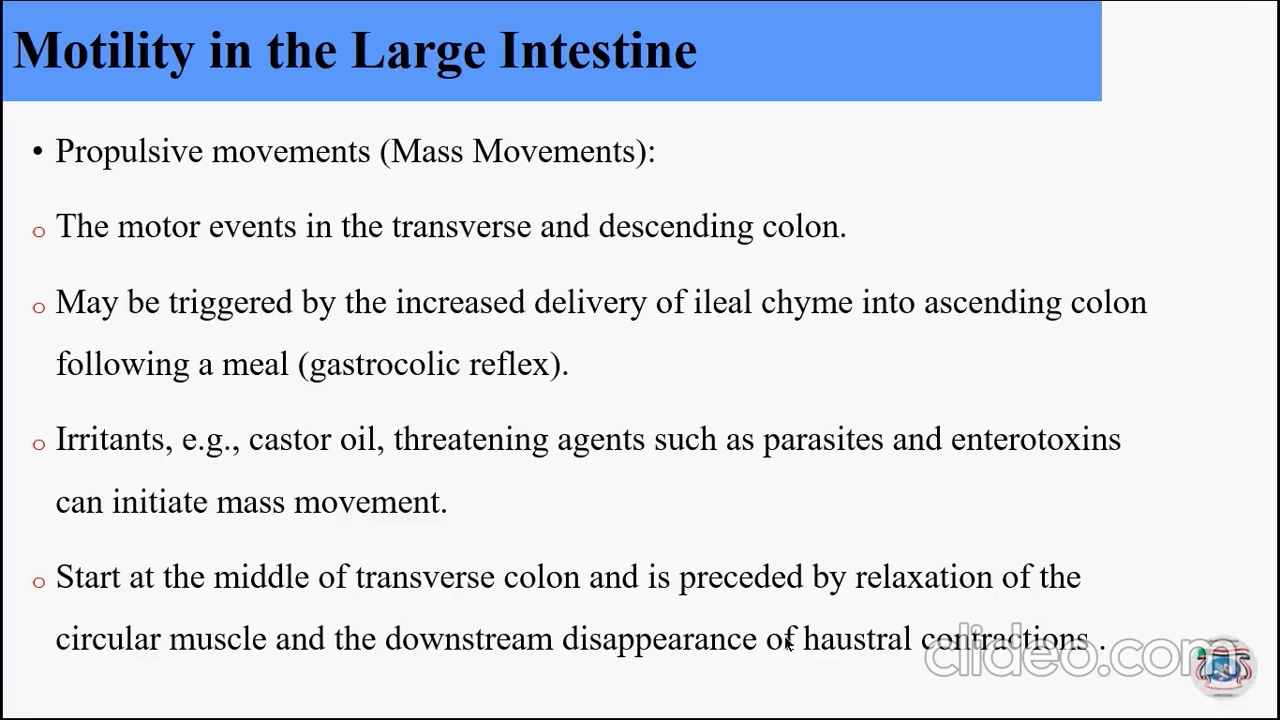 Motility in the Large Intestine
• Propulsive movements (Mass Movements):
o The motor events in the transverse and descending colon.
o May be triggered by the increased delivery of ileal chyme into ascending colon
following a meal (gastrocolic reflex).
o Irritants, e.g., castor oil, threatening agents such as parasites and enterotoxins
can initiate mass movement.
o Start at the middle of transverse colon and is preceded by relaxation of the
circular muscle and the downstream disappearance of haustral contractions .
clideo.com